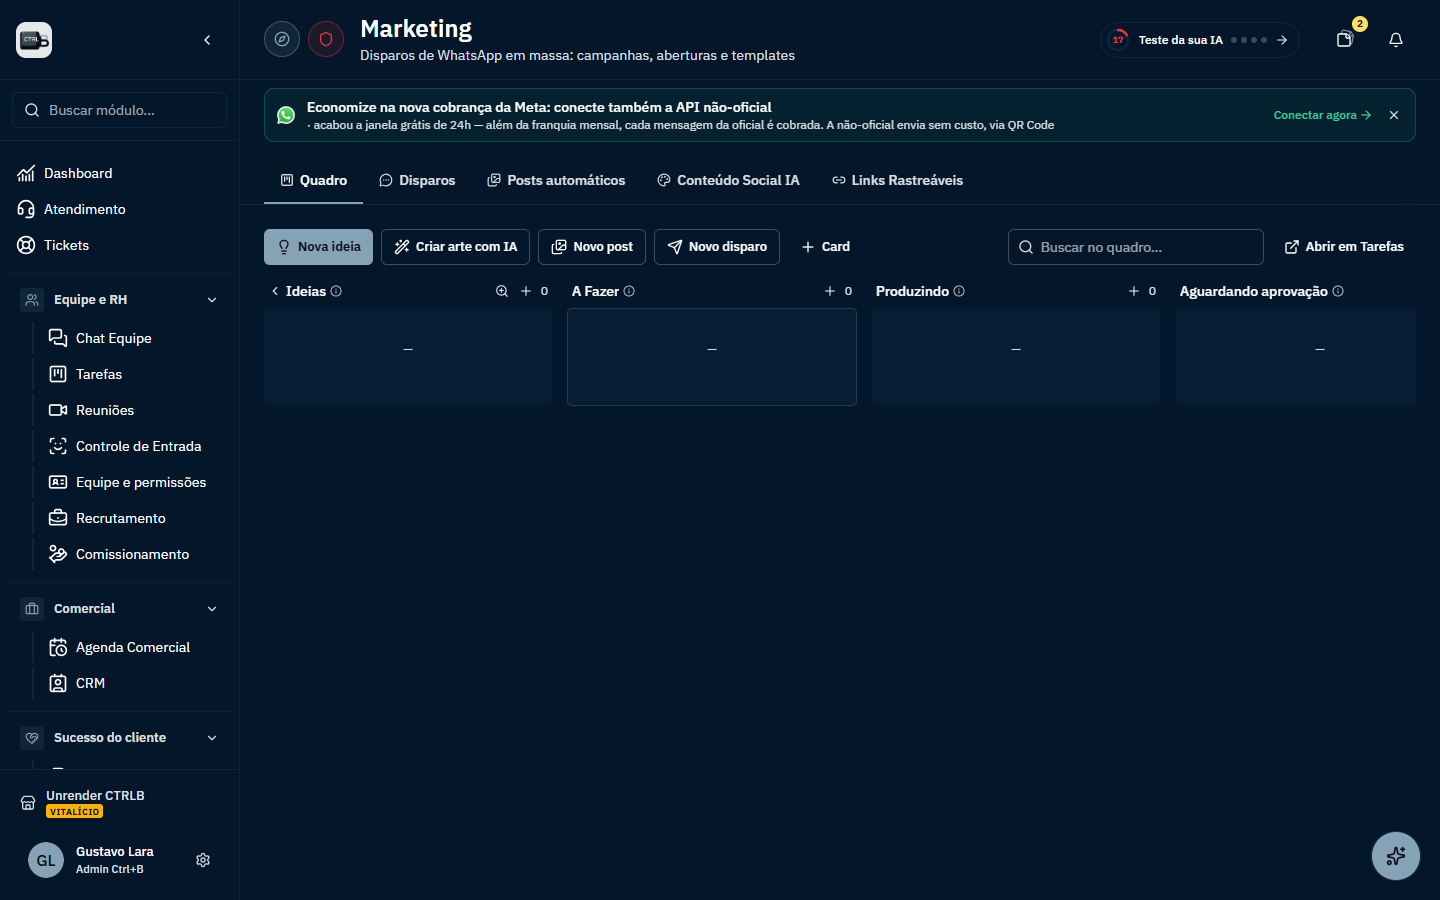 CTRLB
Marketing
Disparos de WhatsApp em massa: campanhas, aberturas e templates
17 Teste da sua IA
2
Buscar módulo...
Economize na nova cobrança da Meta: conecte também a API não-oficial
· acabou a janela grátis de 24h — além da franquia mensal, cada mensagem da oficial é cobrada. A não-oficial envia sem custo, via QR Code
Conectar agora →
Dashboard
Atendimento
Tickets
Equipe e RH
Chat Equipe
Tarefas
Reuniões
Controle de Entrada
Equipe e permissões
Recrutamento
Comissionamento
Comercial
Agenda Comercial
CRM
Sucesso do cliente
Unrender CTRLB
VITALÍCIO
GL
Gustavo Lara
Admin Ctrl+B
Quadro Disparos Posts automáticos Conteúdo Social IA Links Rastreáveis
Nova ideia Criar arte com IA Novo post Novo disparo + Card Buscar no quadro... Abrir em Tarefas
Ideias + 0 A Fazer + 0 Produzindo + 0 Aguardando aprovação
— — — —